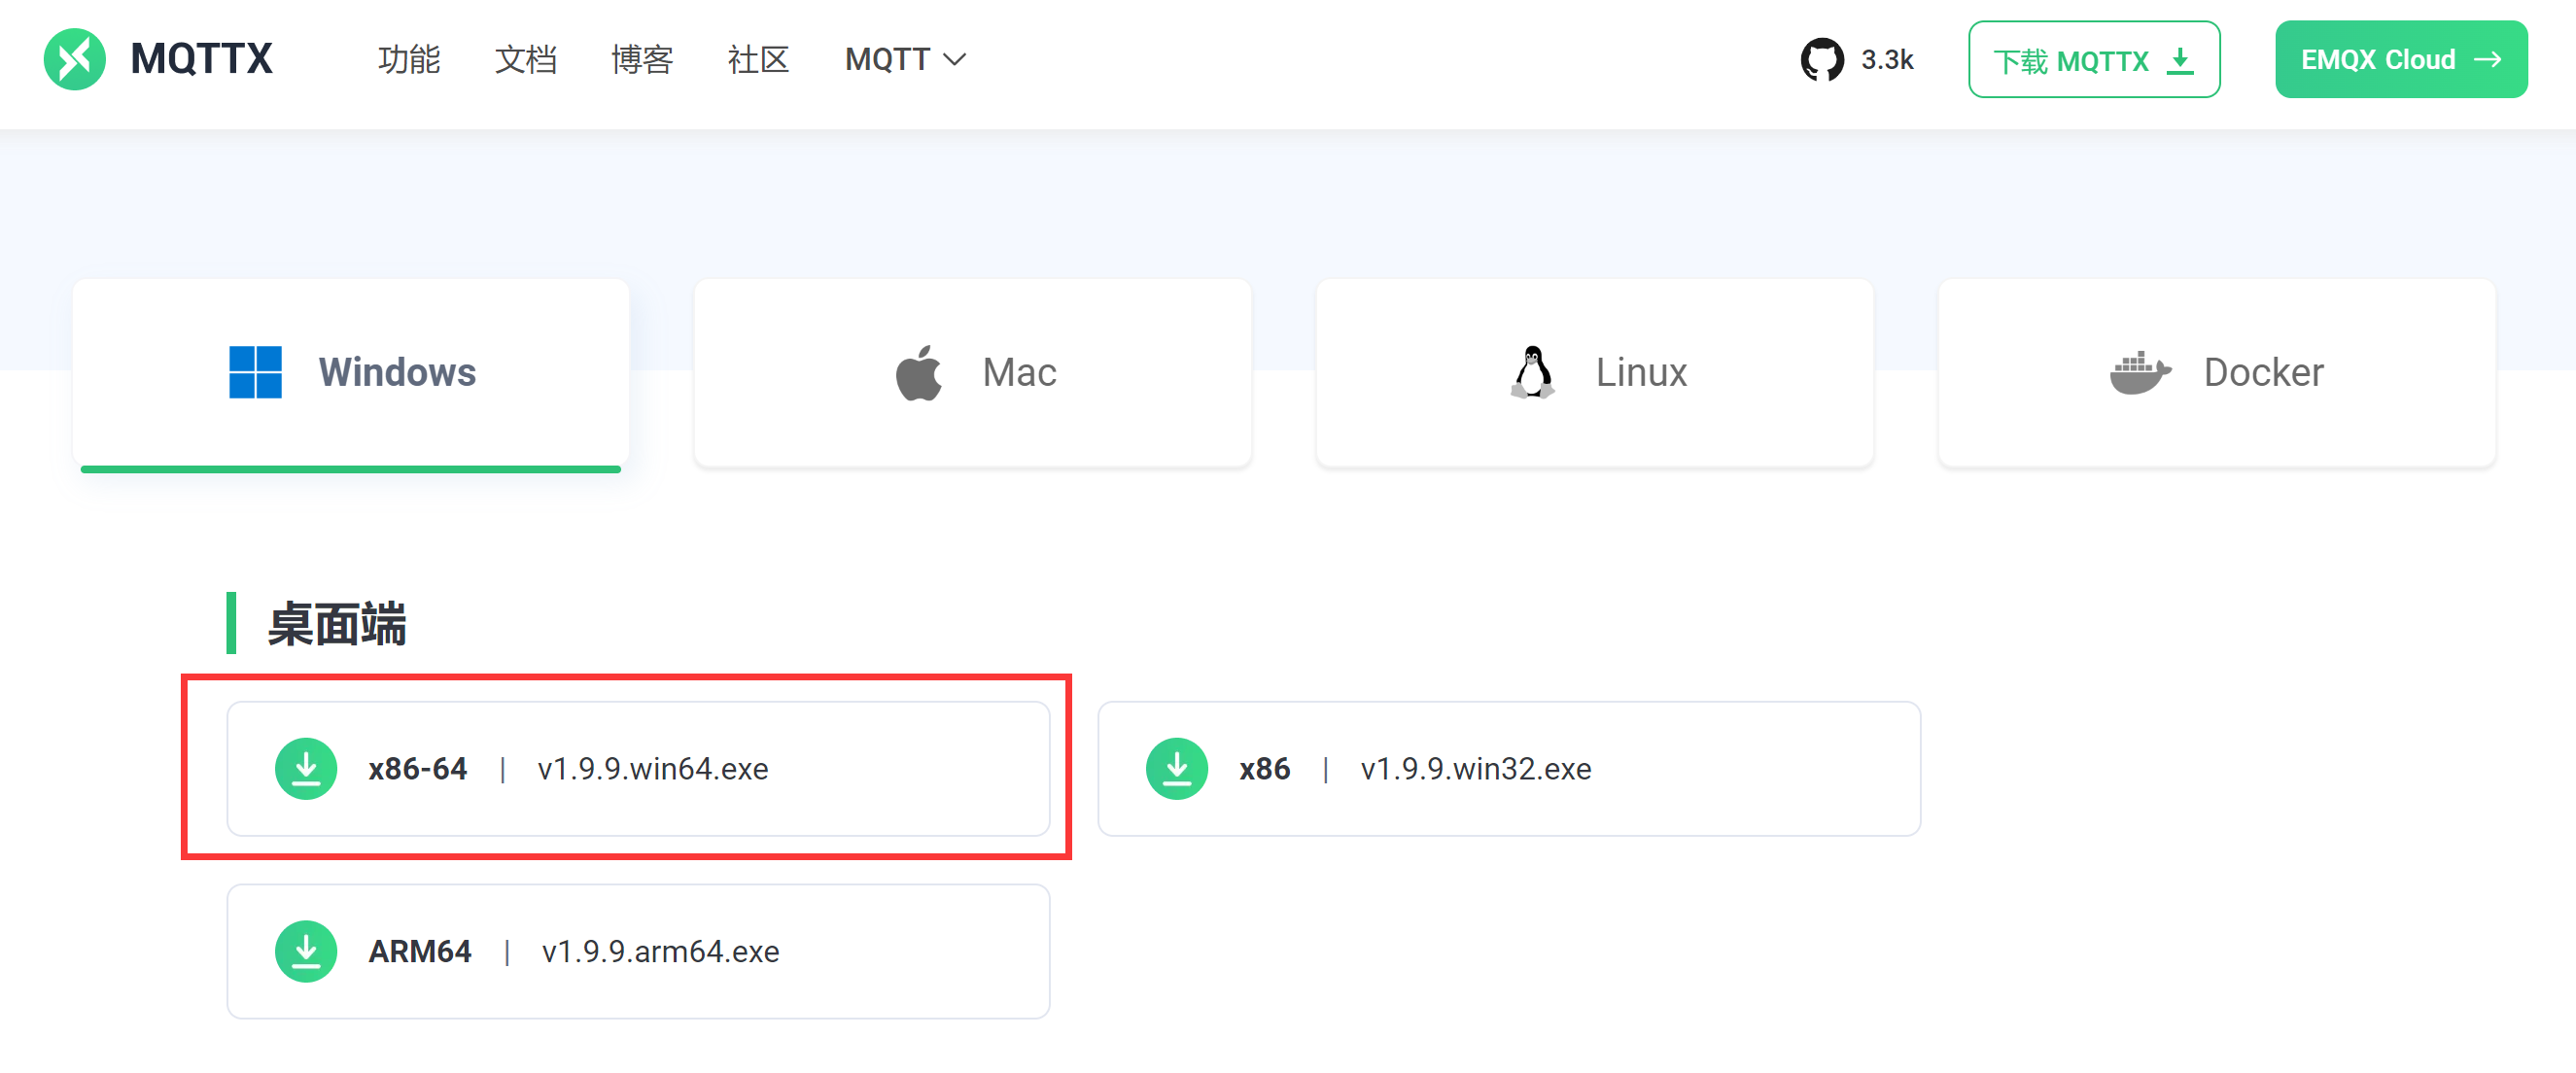 MQTTX 功能 文档 博客 社区 MQTT 3.3k 下载 MQTTX EMQX Cloud →
Windows Mac Linux Docker
桌面端
x86-64 | v1.9.9.win64.exe
x86 | v1.9.9.win32.exe
ARM64 | v1.9.9.arm64.exe